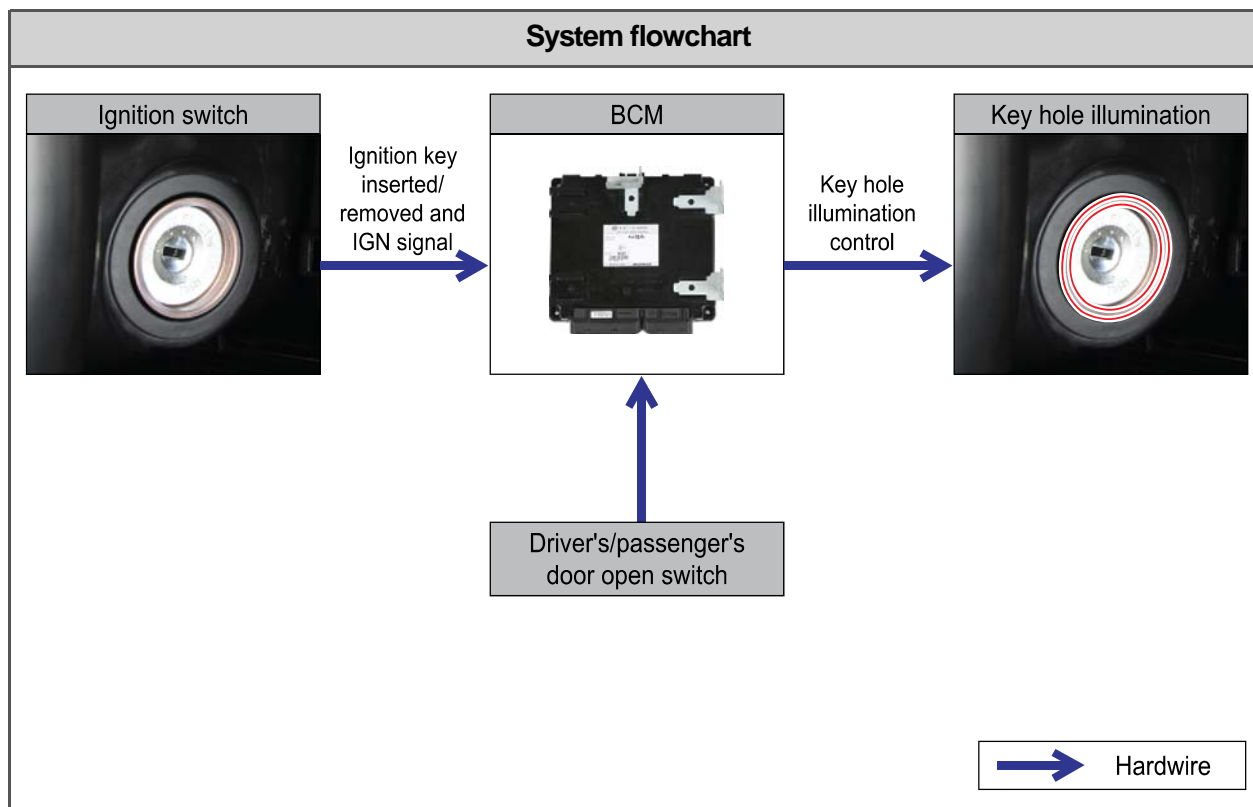 System flowchart
Ignition switch
Ignition key
inserted/
removed and
IGN signal
BCM
Key hole
illumination
control
Key hole illumination
Driver's/passenger's
door open switch
Hardwire